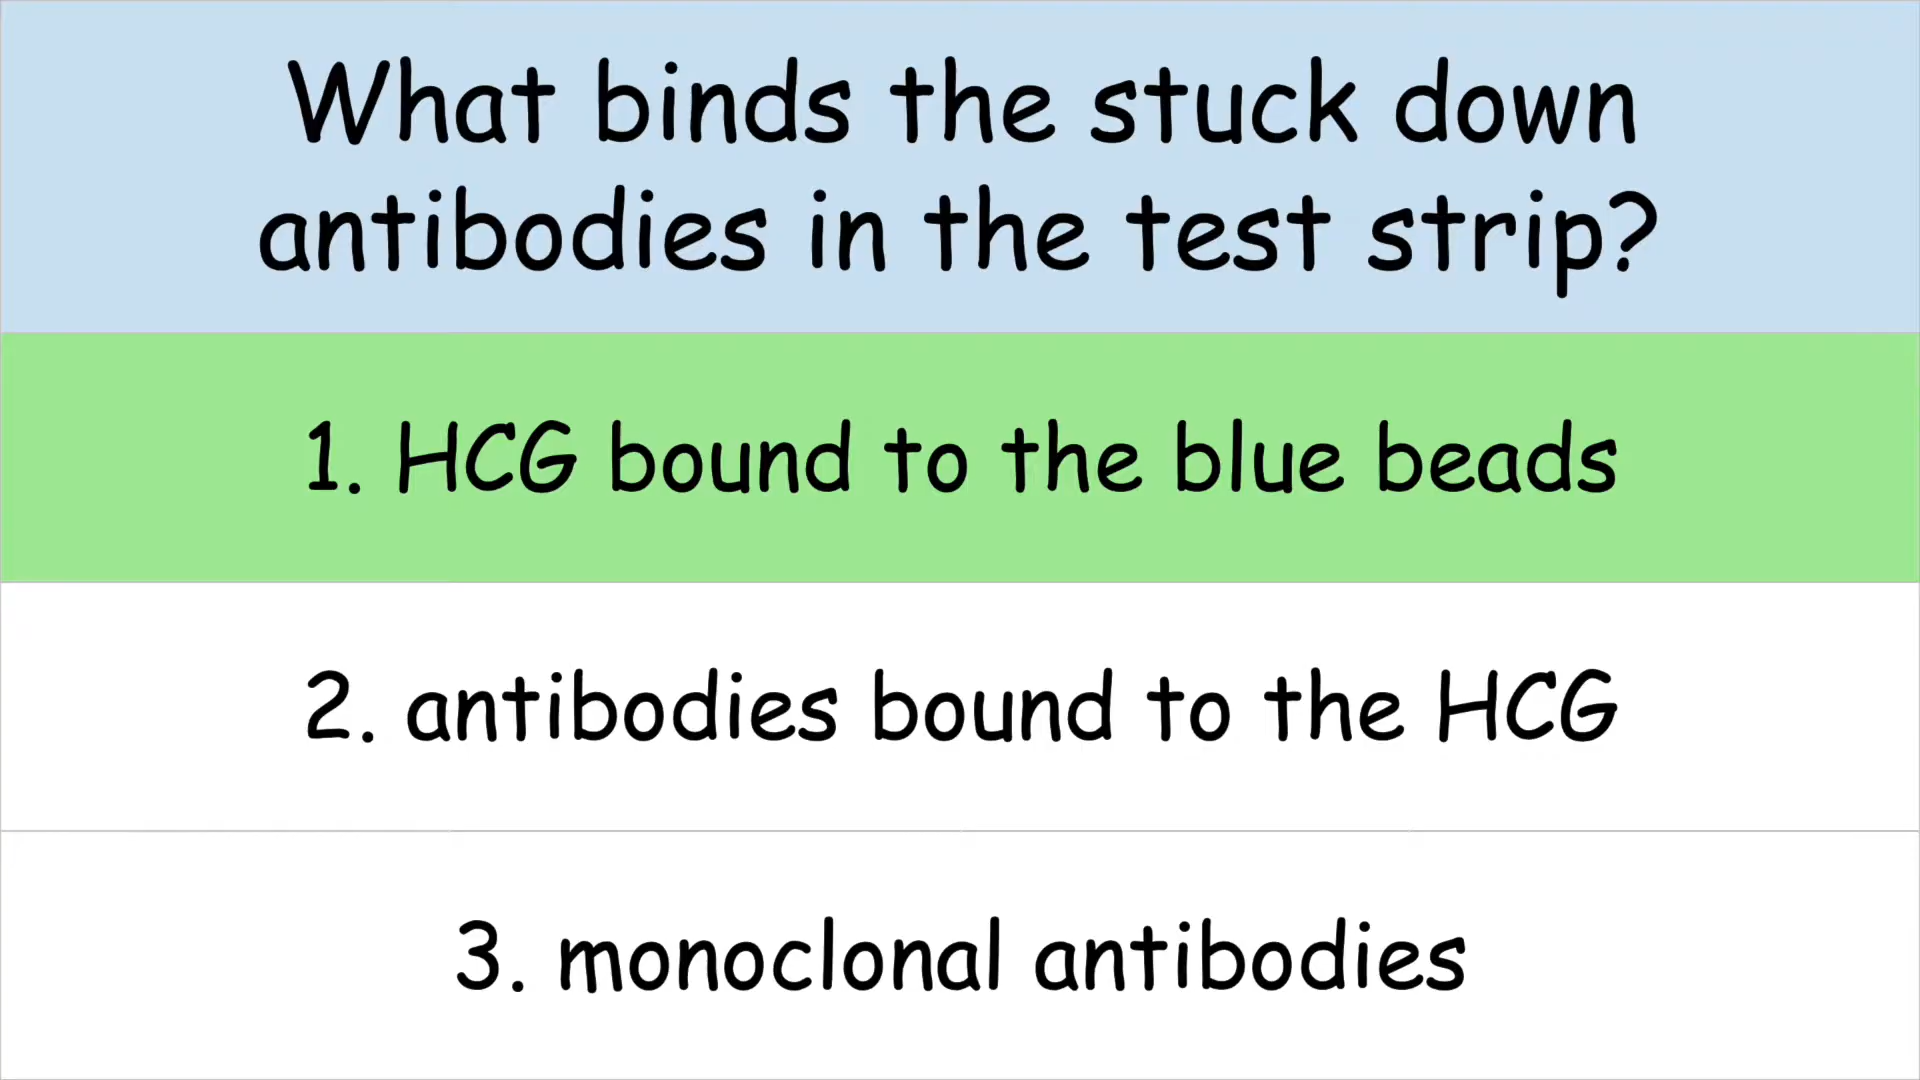 What binds the stuck down
antibodies in the test strip?
1. HCG bound to the blue beads
2. antibodies bound to the HCG
3. monoclonal antibodies